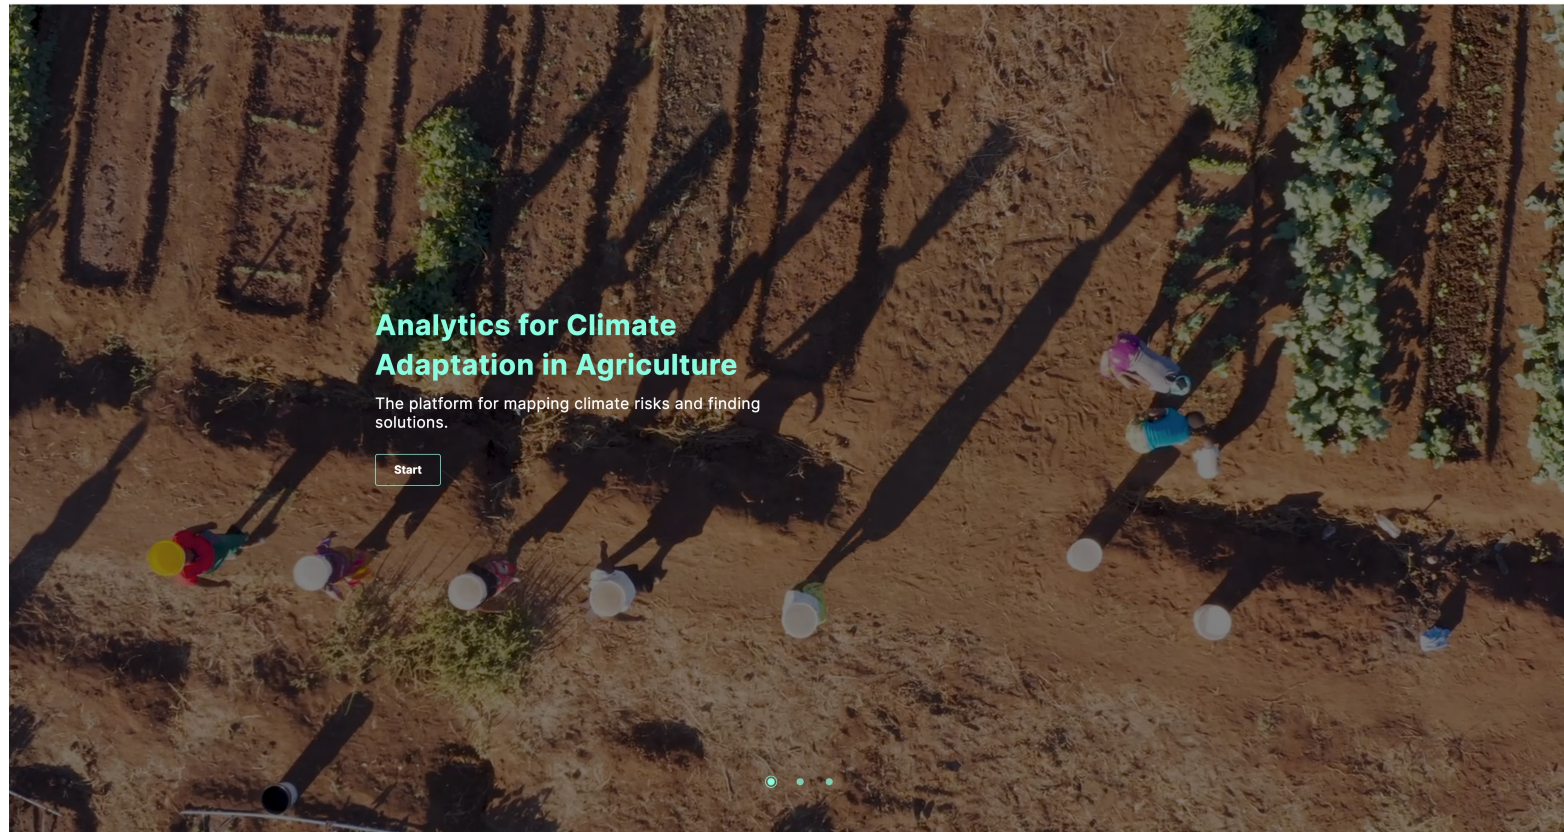 Analytics for Climate
Adaptation in Agriculture
The platform for mapping climate risks and finding
solutions.
Start